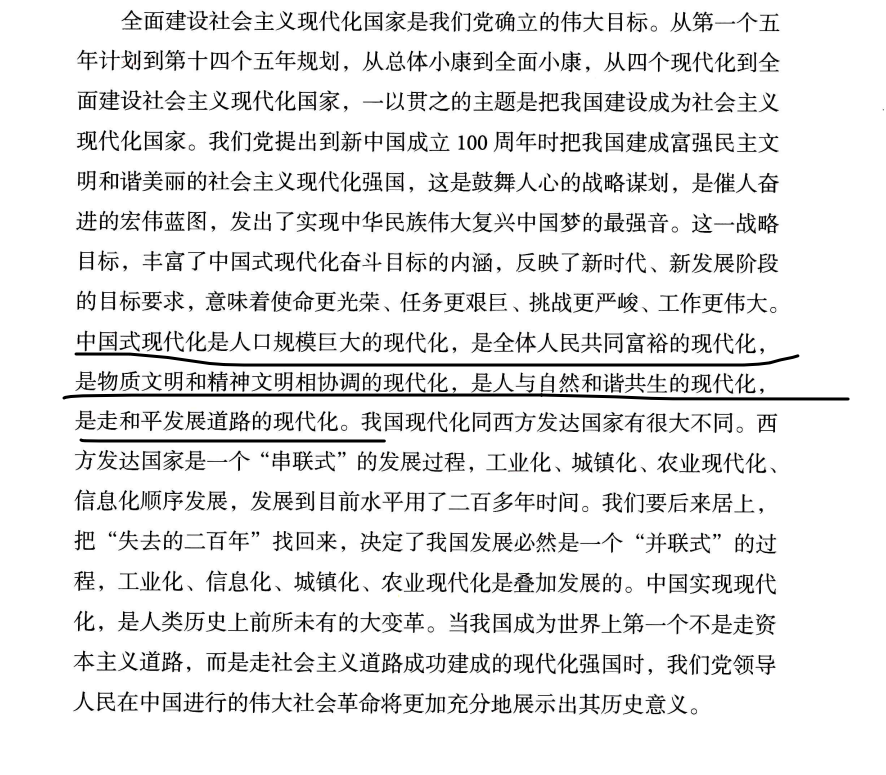 全面建设社会主义现代化国家是我们党确立的伟大目标。从第一个五
年计划到第十四个五年规划，从总体小康到全面小康，从四个现代化到全
面建设社会主义现代化国家，一以贯之的主题是把我国建设成为社会主义
现代化国家。我们党提出到新中国成立 100 周年时把我国建成富强民主文
明和谐美丽的社会主义现代化强国，这是鼓舞人心的战略谋划，是催人奋
进的宏伟蓝图，发出了实现中华民族伟大复兴中国梦的最强音。这一战略
目标，丰富了中国式现代化奋斗目标的内涵，反映了新时代、新发展阶段
的目标要求，意味着使命更光荣、任务更艰巨、挑战更严峻、工作更伟大。
中国式现代化是人口规模巨大的现代化，是全体人民共同富裕的现代化，
是物质文明和精神文明相协调的现代化，是人与自然和谐共生的现代化，
是走和平发展道路的现代化。我国现代化同西方发达国家有很大不同。西
方发达国家是一个“串联式”的发展过程，工业化、城镇化、农业现代化、
信息化顺序发展，发展到目前水平用了二百多年时间。我们要后来居上，
把“失去的二百年”找回来，决定了我国发展必然是一个“并联式”的过
程，工业化、信息化、城镇化、农业现代化是叠加发展的。中国实现现代
化，是人类历史上前所未有的大变革。当我国成为世界上第一个不是走资
本主义道路，而是走社会主义道路成功建成的现代化强国时，我们党领导
人民在中国进行的伟大社会革命将更加充分地展示出其历史意义。